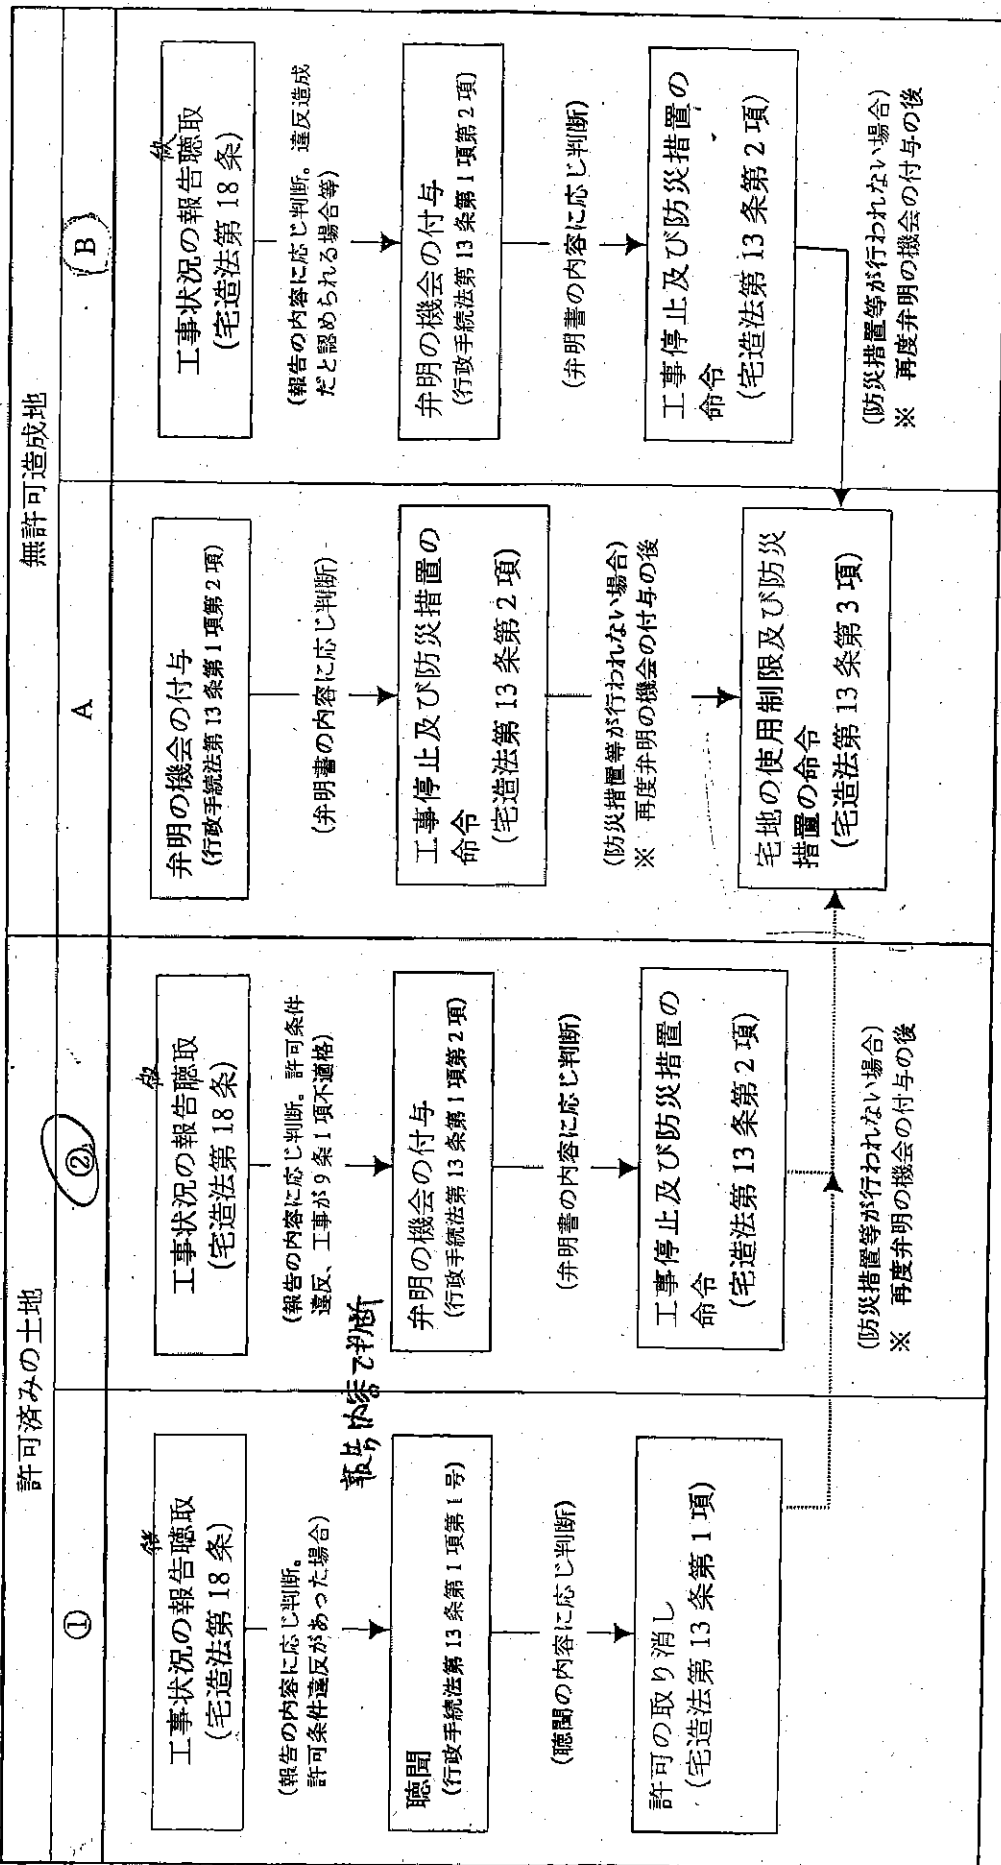 許可済みの土地
無許可造成地
①
②
A
B
工事状況の報告聴取
(宅造法第18条)
(報告の内容に応じ判断。
許可条件違反があった場合)
聴聞
(行政手続法第13条第1項第1号)
(聴聞の内容に応じ判断)
許可の取り消し
(宅造法第13条第1項)
報告内容で判断
工事状況の報告聴取
(宅造法第18条)
(報告の内容に応じ判断。許可条件
違反、工事が9条1項不適格)
弁明の機会の付与
(行政手続法第13条第1項第2項)
(弁明書の内容に応じ判断)
工事停止及び防災措置の
命令
(宅造法第13条第2項)
(防災措置等が行われない場合)
※ 再度弁明の機会の付与の後
弁明の機会の付与
(行政手続法第13条第1項第2項)
(弁明書の内容に応じ判断)
工事停止及び防災措置の
命令
(宅造法第13条第2項)
(防災措置等が行われない場合)
※ 再度弁明の機会の付与の後
宅地の使用制限及び防災
措置の命令
(宅造法第13条第3項)
工事状況の報告聴取
(宅造法第18条)
(報告の内容に応じ判断。違反造成
だと認められる場合等)
弁明の機会の付与
(行政手続法第13条第1項第2項)
(弁明書の内容に応じ判断)
工事停止及び防災措置の
命令
(宅造法第13条第2項)
(防災措置等が行われない場合)
※ 再度弁明の機会の付与の後